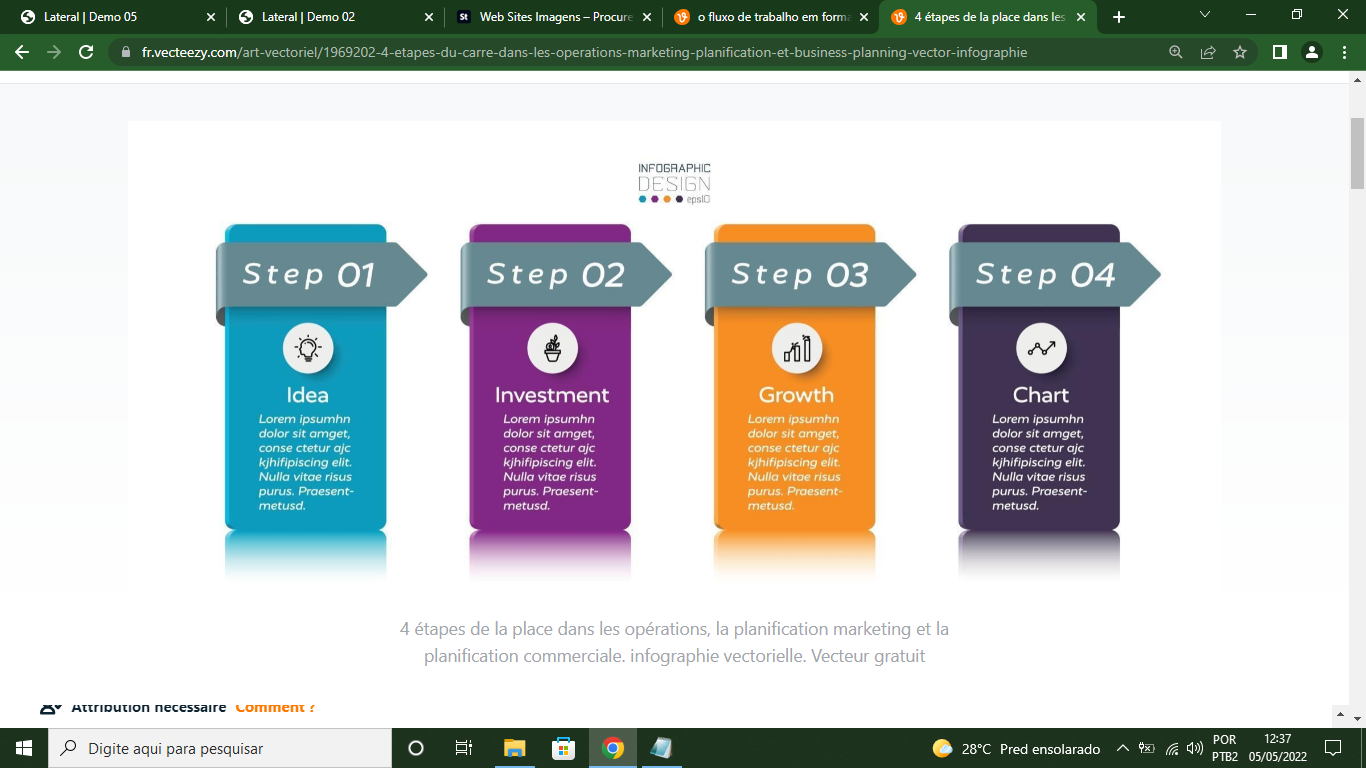 Lateral | Demo 05
Lateral | Demo 02
St
Web Sites Imagens – Procure
o fluxo de trabalho em forma
4 étapes de la place dans les
fr.vecteezy.com/art-vectoriel/1969202-4-etapes-du-carre-dans-les-operations-marketing-planification-et-business-planning-vector-infographie
INFOGRAPHIC
DESIGN
eps10
Step 01
Idea
Lorem ipsumhn
dolor sit amget,
conse ctetur ajc
kjhifipiscing elit.
Nulla vitae risus
purus. Praesent-
metusd.
Step 02
Investment
Lorem ipsumhn
dolor sit amget,
conse ctetur ajc
kjhifipiscing elit.
Nulla vitae risus
purus. Praesent-
metusd.
Step 03
Growth
Lorem ipsumhn
dolor sit amget,
conse ctetur ajc
kjhifipiscing elit.
Nulla vitae risus
purus. Praesent-
metusd.
Step 04
Chart
Lorem ipsumhn
dolor sit amget,
conse ctetur ajc
kjhifipiscing elit.
Nulla vitae risus
purus. Praesent-
metusd.
4 étapes de la place dans les opérations, la planification marketing et la
planification commerciale. infographie vectorielle. Vecteur gratuit
Attribution nécessaire Comment ?
Digite aqui para pesquisar
28°C Pred ensolarado
POR
PTB2
12:37
05/05/2022